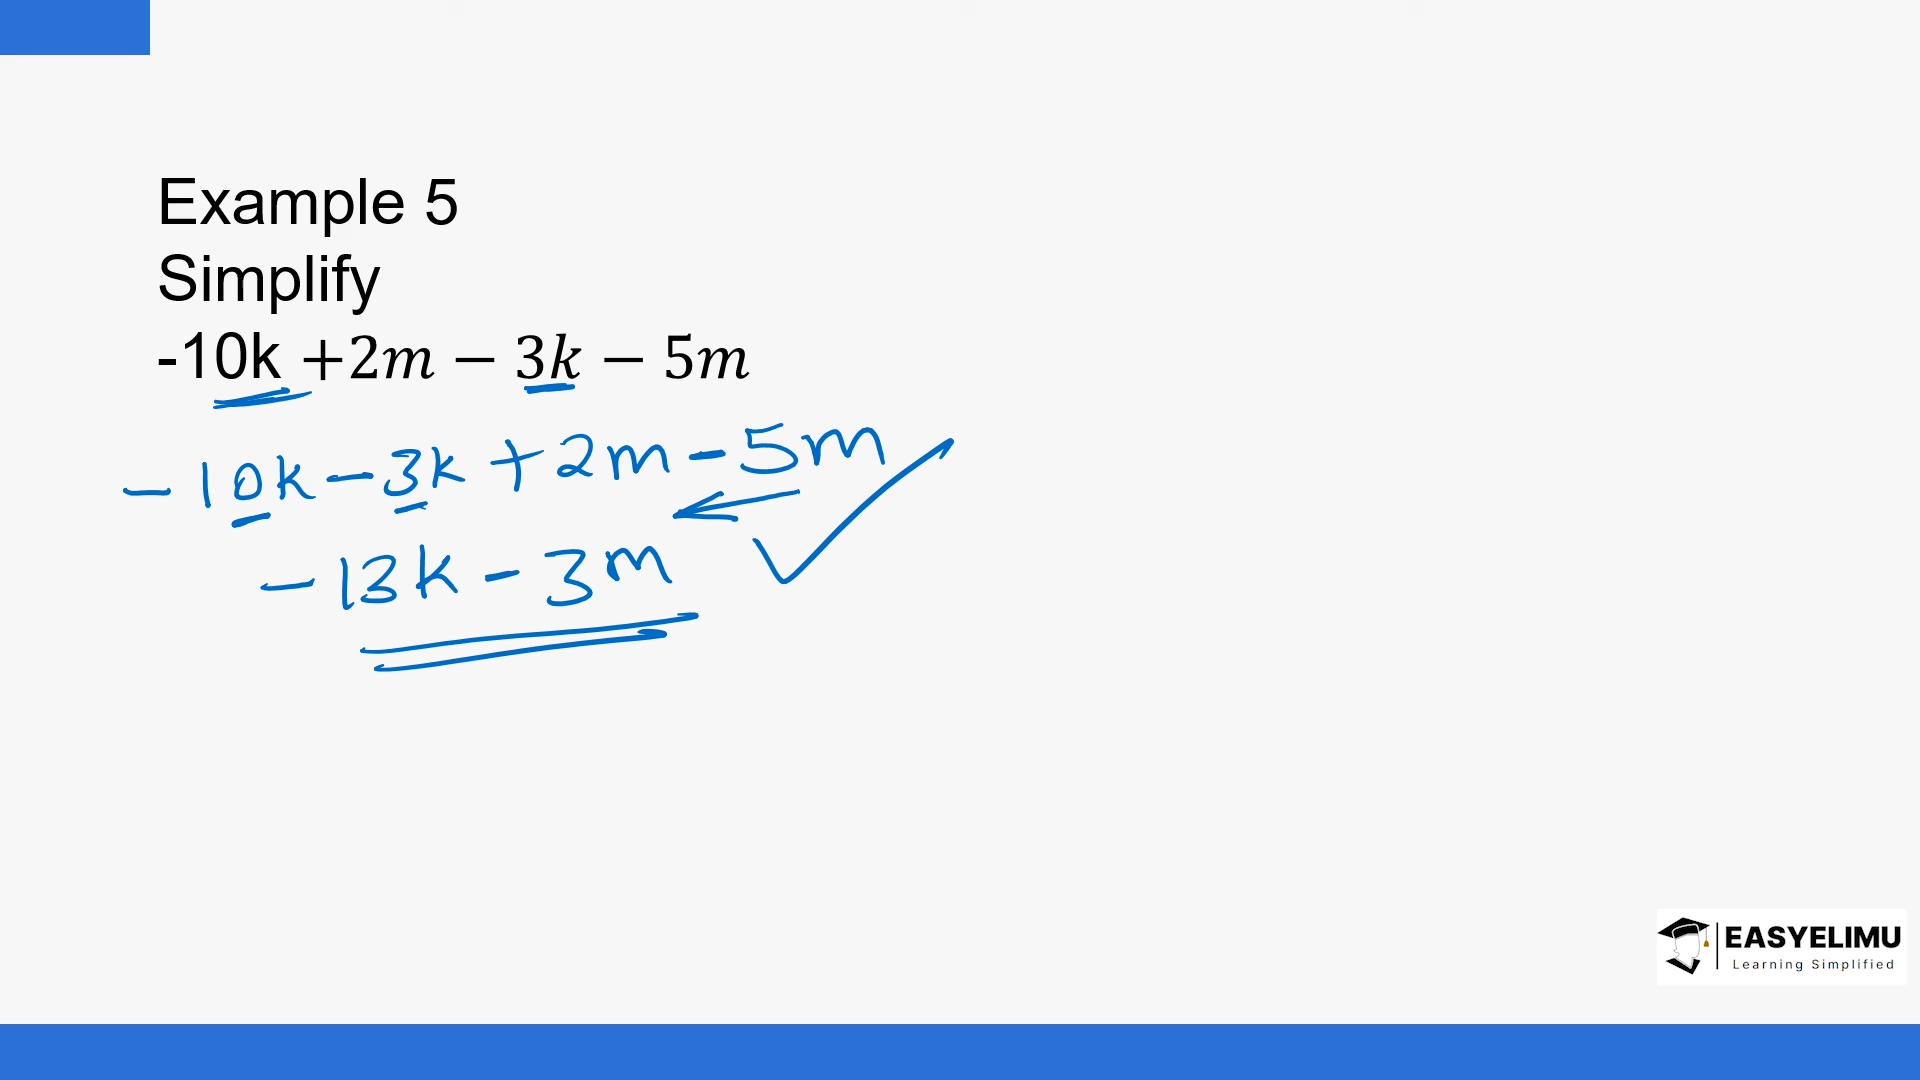 Example 5
Simplify
-10k +2m − 3k − 5m
-10k-3k+2m-5m
-13k-3m
EASYELIMU
Learning Simplified